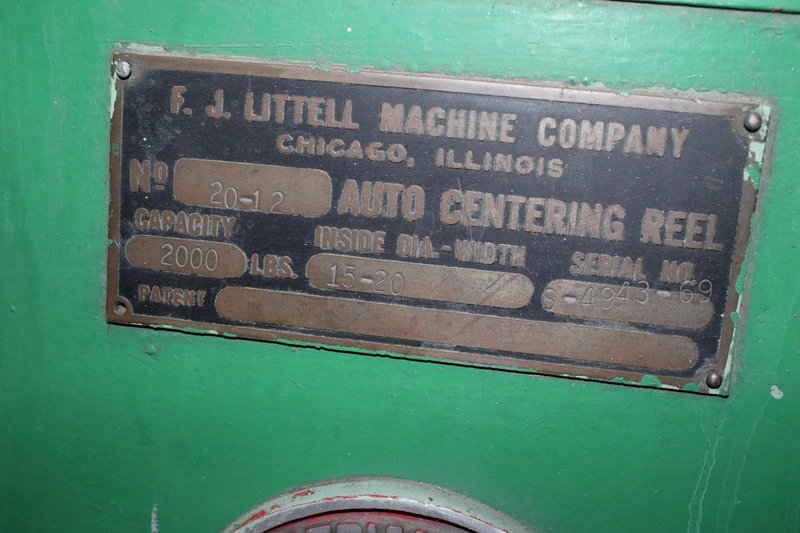 F. J. LITTELL MACHINE COMPANY
CHICAGO, ILLINOIS
No 20-12 AUTO CENTERING REEL
CAPACITY INSIDE DIA.-WIDTH SERIAL NO.
2000 LBS. 15-20 S-4943-69
PATENT